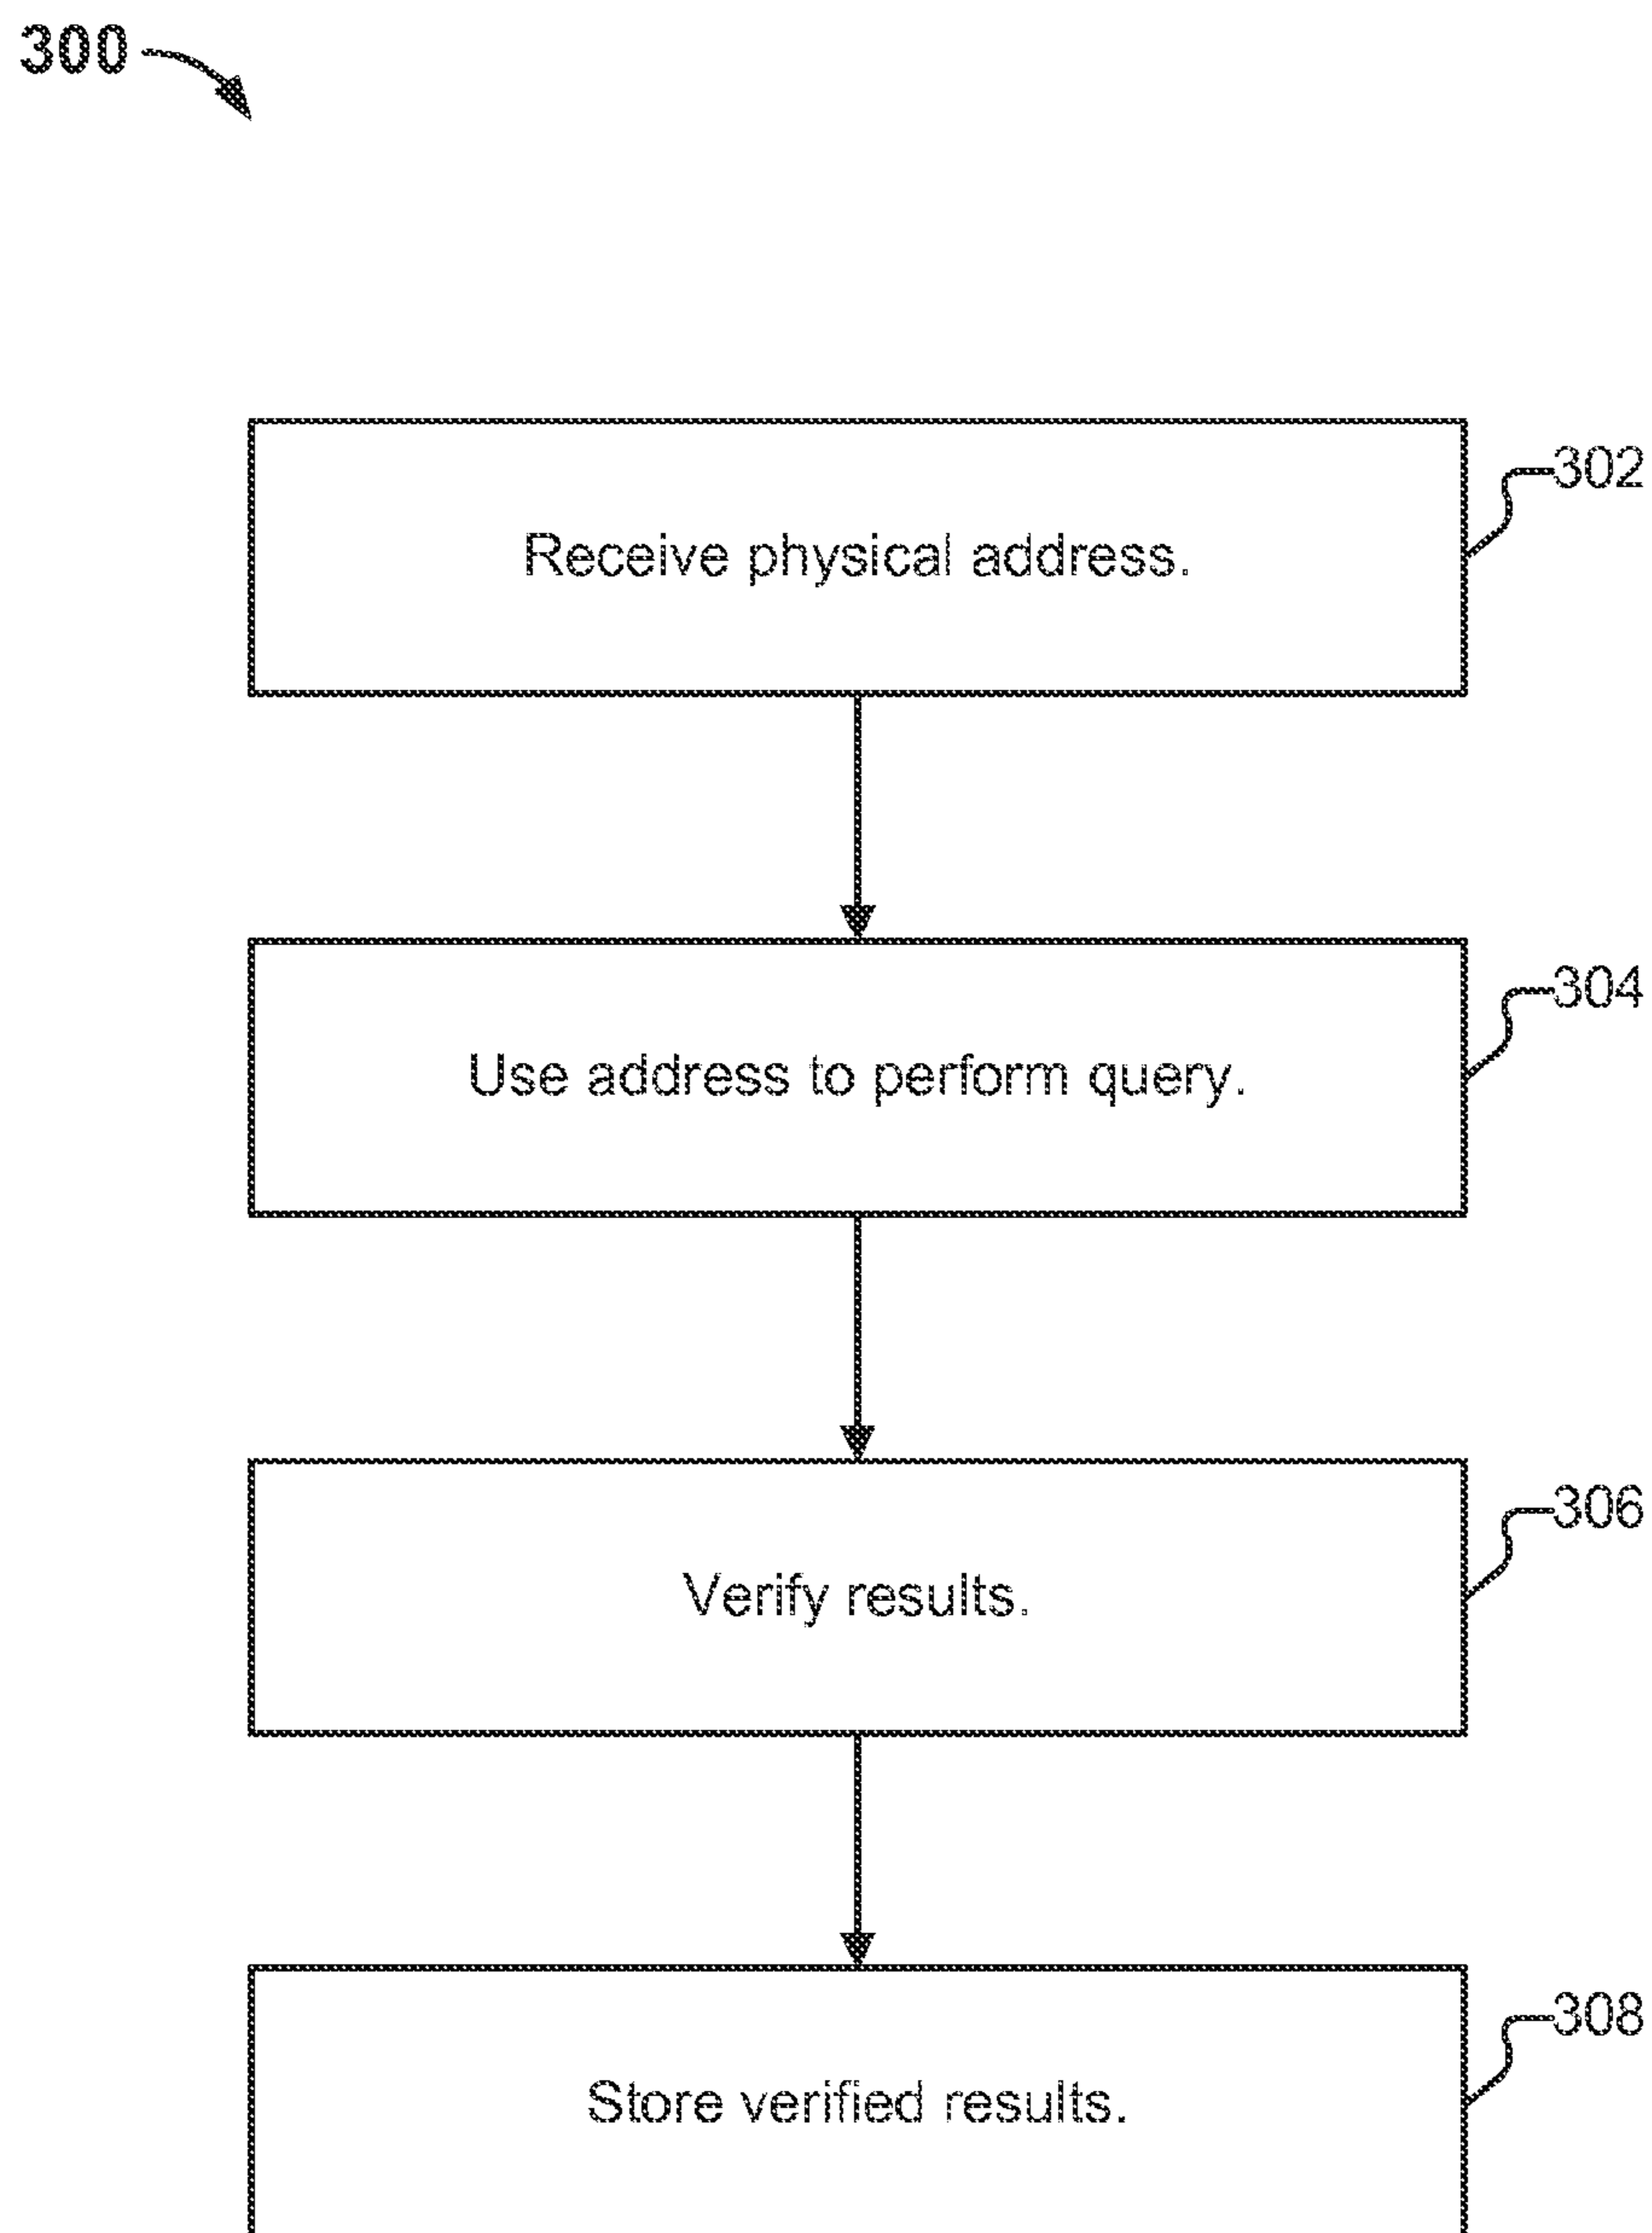 300
302
Receive physical address.
304
Use address to perform query.
306
Verify results.
308
Store verified results.